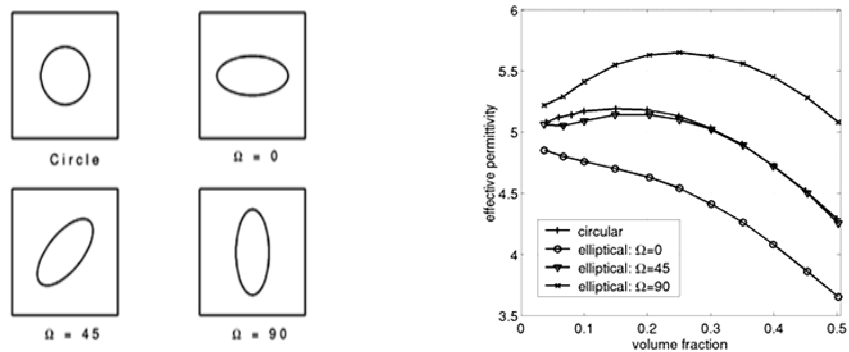 Circle
Ω = 0
Ω = 45
Ω = 90
effective permittivity
6
5.5
5
4.5
4
3.5
circular
elliptical: Ω=0
elliptical: Ω=45
elliptical: Ω=90
0
0.1
0.2
0.3
0.4
0.5
volume fraction